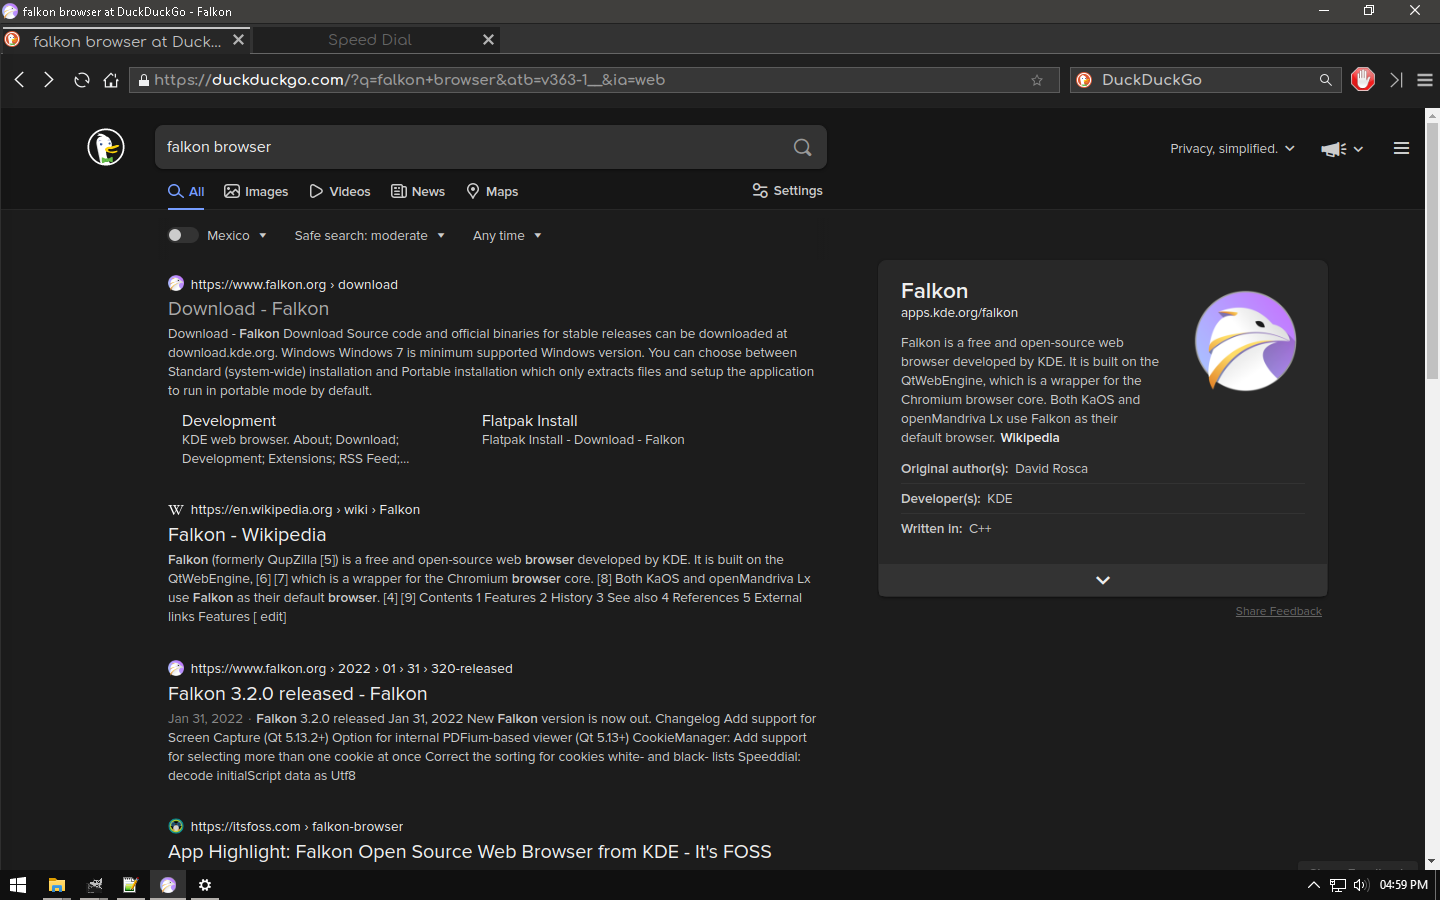 falkon browser at DuckDuckGo - Falkon
falkon browser at Duck...
Speed Dial
https://duckduckgo.com/?q=falkon+browser&atb=v363-1__&ia=web
DuckDuckGo
falkon browser
Privacy, simplified.
All
Images
Videos
News
Maps
Settings
Mexico
Safe search: moderate
Any time
https://www.falkon.org › download
Download - Falkon
Download - Falkon Download Source code and official binaries for stable releases can be downloaded at
download.kde.org. Windows Windows 7 is minimum supported Windows version. You can choose between
Standard (system-wide) installation and Portable installation which only extracts files and setup the application
to run in portable mode by default.
Development
KDE web browser. About; Download;
Development; Extensions; RSS Feed;...
Flatpak Install
Flatpak Install - Download - Falkon
https://en.wikipedia.org › wiki › Falkon
Falkon - Wikipedia
Falkon (formerly QupZilla [5]) is a free and open-source web browser developed by KDE. It is built on the
QtWebEngine, [6] [7] which is a wrapper for the Chromium browser core. [8] Both KaOS and openMandriva Lx
use Falkon as their default browser. [4] [9] Contents 1 Features 2 History 3 See also 4 References 5 External
links Features [ edit]
https://www.falkon.org › 2022 › 01 › 31 › 320-released
Falkon 3.2.0 released - Falkon
Jan 31, 2022 · Falkon 3.2.0 released Jan 31, 2022 New Falkon version is now out. Changelog Add support for
Screen Capture (Qt 5.13.2+) Option for internal PDFium-based viewer (Qt 5.13+) CookieManager: Add support
for selecting more than one cookie at once Correct the sorting for cookies white- and black- lists Speeddial:
decode initialScript data as Utf8
https://itsfoss.com › falkon-browser
App Highlight: Falkon Open Source Web Browser from KDE - It's FOSS
Falkon
apps.kde.org/falkon
Falkon is a free and open-source web
browser developed by KDE. It is built on the
QtWebEngine, which is a wrapper for the
Chromium browser core. Both KaOS and
openMandriva Lx use Falkon as their
default browser. Wikipedia
Original author(s): David Rosca
Developer(s): KDE
Written in: C++
Share Feedback
04:59 PM